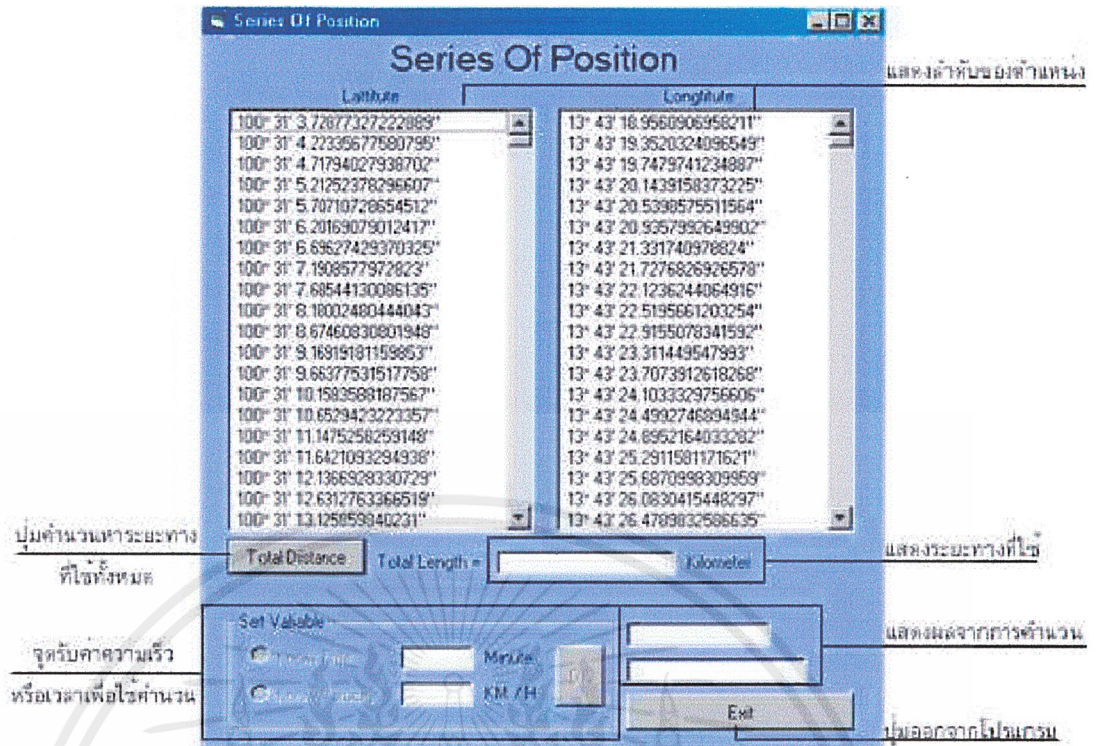 Series Of Position
Series Of Position
แสดงลำดับของตำแหน่ง
Lattitute
Longtitute
100° 31' 3.72877327222889''
100° 31' 4.22335677580795''
100° 31' 4.71794027938702''
100° 31' 5.21252378296607''
100° 31' 5.70710728654512''
100° 31' 6.20169079012417''
100° 31' 6.69627429370325''
100° 31' 7.1908577972823''
100° 31' 7.68544130086135''
100° 31' 8.18002480444043''
100° 31' 8.67460830801948''
100° 31' 9.16919181159853''
100° 31' 9.66377531517758''
100° 31' 10.1583588187567''
100° 31' 10.6529423223357''
100° 31' 11.1475258259148''
100° 31' 11.6421093294938''
100° 31' 12.1366928330729''
100° 31' 12.6312763366519''
100° 31' 13.125859840231''
13° 43' 18.9560906958211''
13° 43' 19.3520324096549''
13° 43' 19.7479741234887''
13° 43' 20.1439158373225''
13° 43' 20.5398575511564''
13° 43' 20.9357992649902''
13° 43' 21.331740978824''
13° 43' 21.7276826926578''
13° 43' 22.1236244064916''
13° 43' 22.5195661203254''
13° 43' 22.9155078341592''
13° 43' 23.311449547993''
13° 43' 23.7073912618268''
13° 43' 24.1033329756606''
13° 43' 24.4992746894944''
13° 43' 24.8952164033282''
13° 43' 25.2911581171621''
13° 43' 25.6870998309959''
13° 43' 26.0830415448297''
13° 43' 26.4789832586635''
ปุ่มคำนวนหาระยะทาง
ที่ใช้ทั้งหมด
Total Distance
Total Length =
Kilometer
แสดงระยะทางที่ใช้
Set Valiable
Minute
KM. / H
จุดรับค่าความเร็ว
หรือเวลาเพื่อใช้คำนวน
แสดงผลจากการคำนวน
Exit
ปุ่มออกจากโปรแกรม